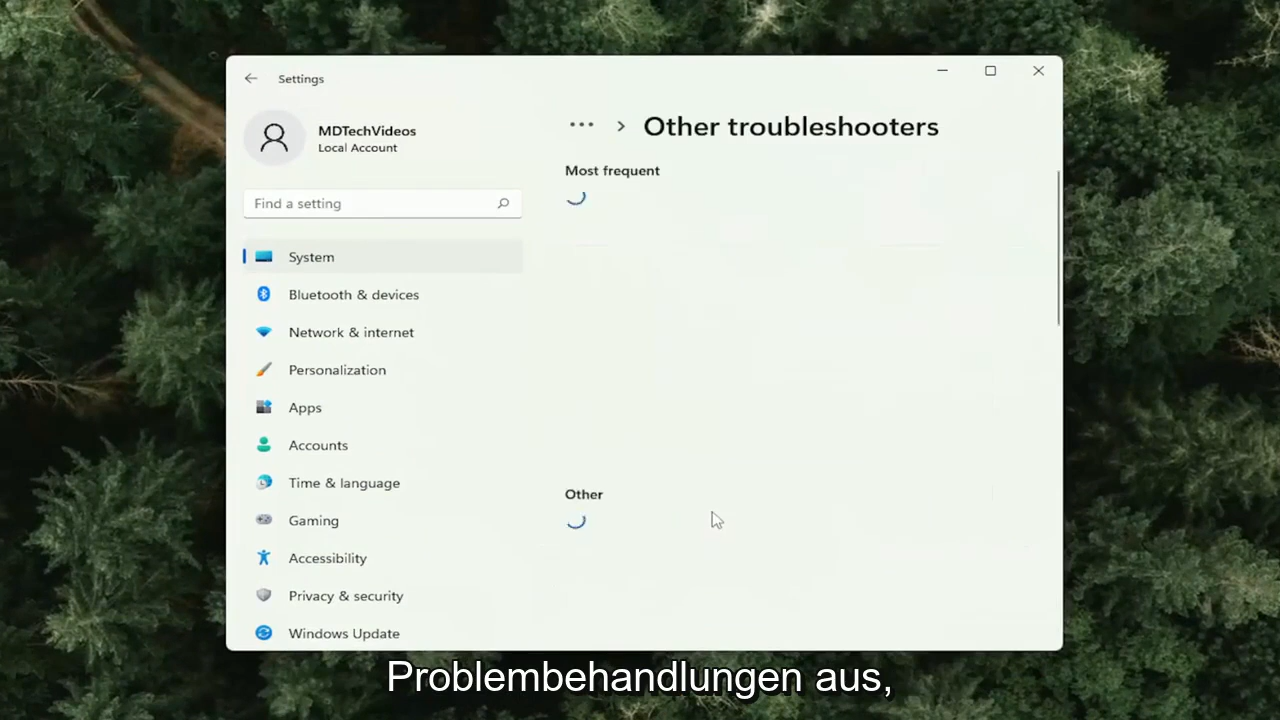 Settings
MDTechVideos
Local Account
Find a setting
System
Bluetooth & devices
Network & internet
Personalization
Apps
Accounts
Time & language
Gaming
Accessibility
Privacy & security
Windows Update
... > Other troubleshooters
Most frequent
Other
Problembehandlungen aus,